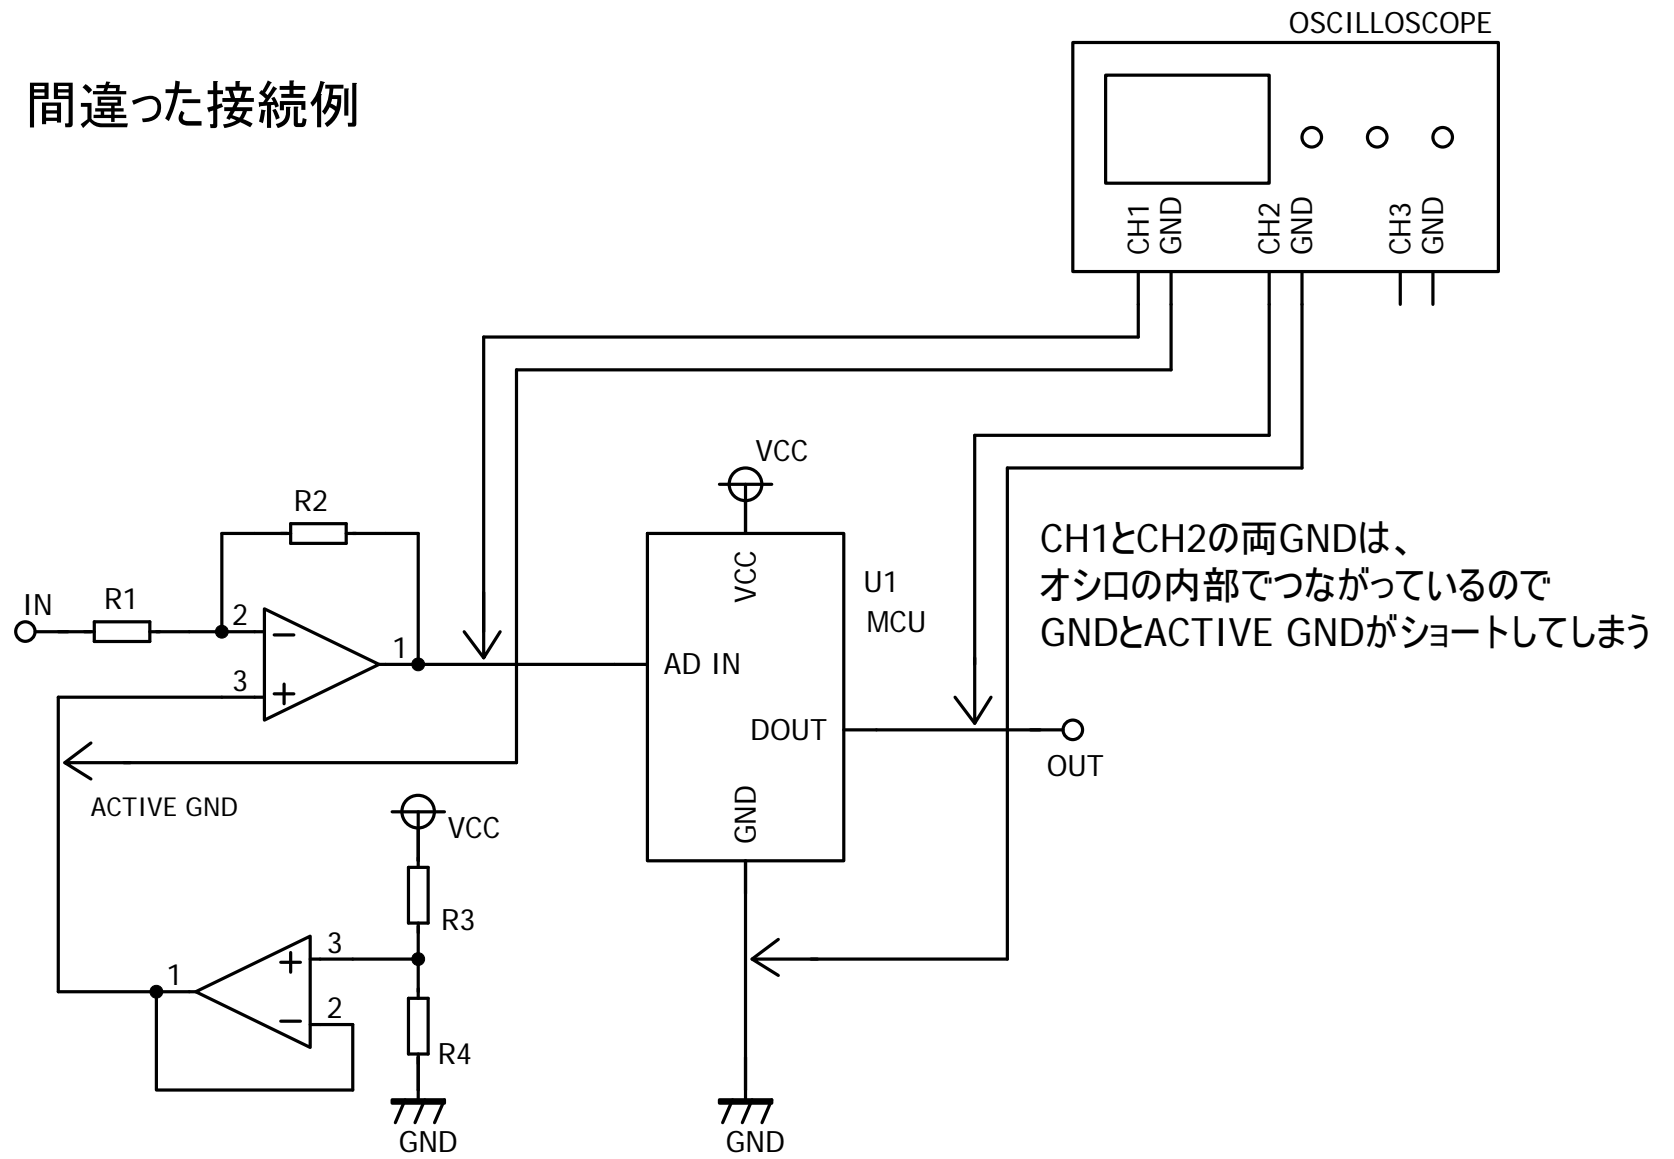 OSCILLOSCOPE
間違った接続例
CH1
GND
CH2
GND
CH3
GND
VCC
R2
CH1とCH2の両GNDは、
オシロの内部でつながっているので
GNDとACTIVE GNDがショートしてしまう
VCC
U1
MCU
IN
R1
2
1
3
AD IN
DOUT
OUT
GND
ACTIVE GND
VCC
R3
3
1
2
R4
GND
GND